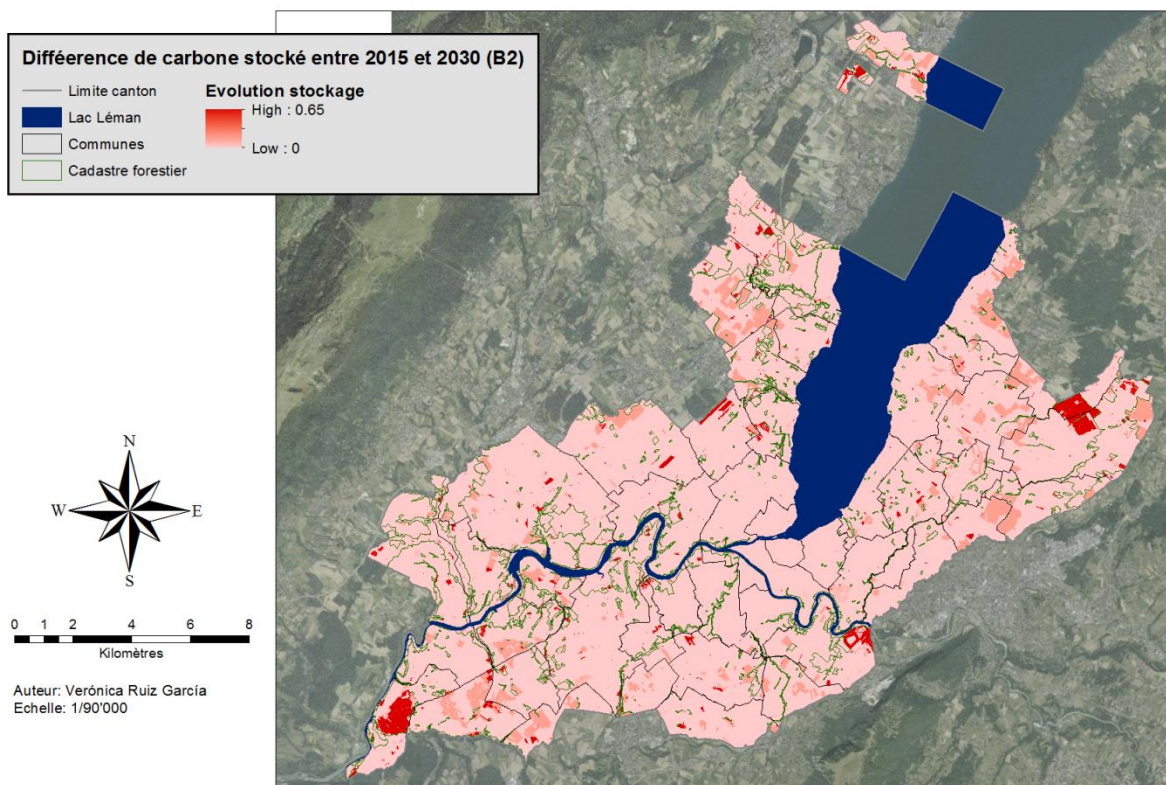 Différence de carbone stocké entre 2015 et 2030 (B2)
Limite canton
Lac Léman
Communes
Cadastre forestier
Evolution stockage
High : 0.65
Low : 0
N
W
E
S
0 1 2 4 6 8
Kilomètres
Auteur: Verónica Ruiz García
Echelle: 1/90'000